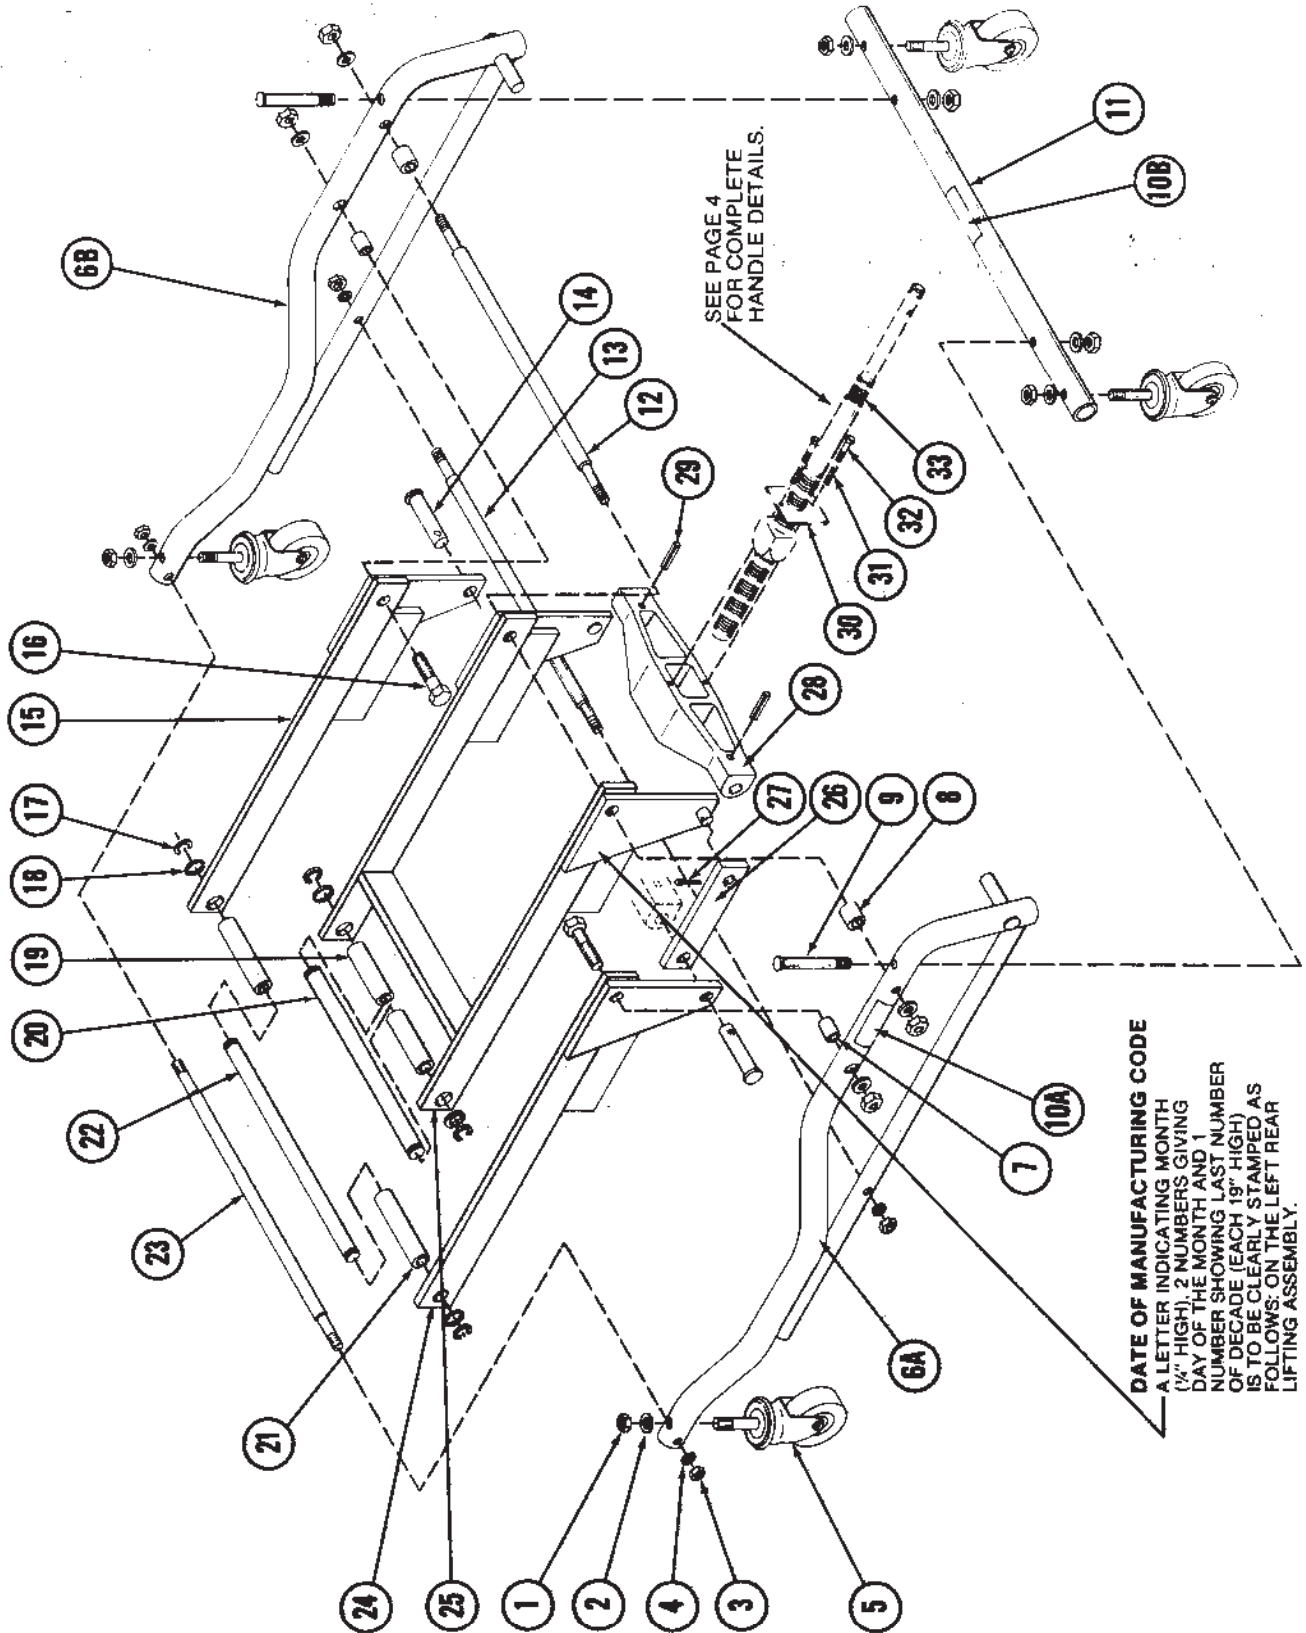 6B
SEE PAGE 4
FOR COMPLETE
HANDLE DETAILS.
11
10B
14
13
12
29
33
32
31
30
16
15
17
18
19
20
22
23
21
24
25
28
27
26
9
8
7
10A
6A
1
2
4
3
5
DATE OF MANUFACTURING CODE
A LETTER INDICATING MONTH
(¼" HIGH), 2 NUMBERS GIVING
DAY OF THE MONTH AND 1
NUMBER SHOWING LAST NUMBER
OF DECADE (EACH 19" HIGH)
IS TO BE CLEARLY STAMPED AS
FOLLOWS: ON THE LEFT REAR
LIFTING ASSEMBLY.